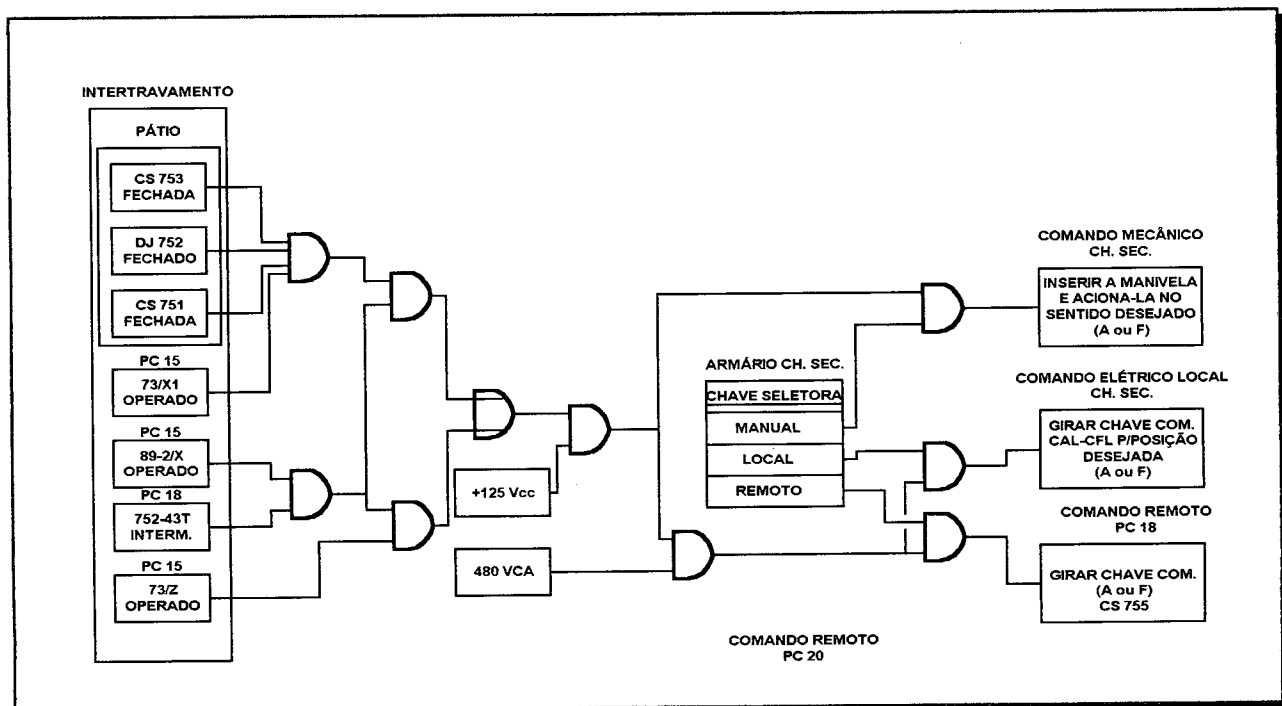 INTERTRAVAMENTO
PÁTIO
CS 753
FECHADA
DJ 752
FECHADO
CS 751
FECHADA
PC 15
73/X1
OPERADO
PC 15
89-2/X
OPERADO
PC 18
752-43T
INTERM.
PC 15
73/Z
OPERADO
+125 Vcc
480 VCA
ARMÁRIO CH. SEC.
CHAVE SELETORA
MANUAL
LOCAL
REMOTO
COMANDO MECÂNICO
CH. SEC.
INSERIR A MANIVELA
E ACIONA-LA NO
SENTIDO DESEJADO
(A ou F)
COMANDO ELÉTRICO LOCAL
CH. SEC.
GIRAR CHAVE COM.
CAL-CFL P/POSIÇÃO
DESEJADA
(A ou F)
COMANDO REMOTO
PC 18
GIRAR CHAVE COM.
(A ou F)
CS 755
COMANDO REMOTO
PC 20